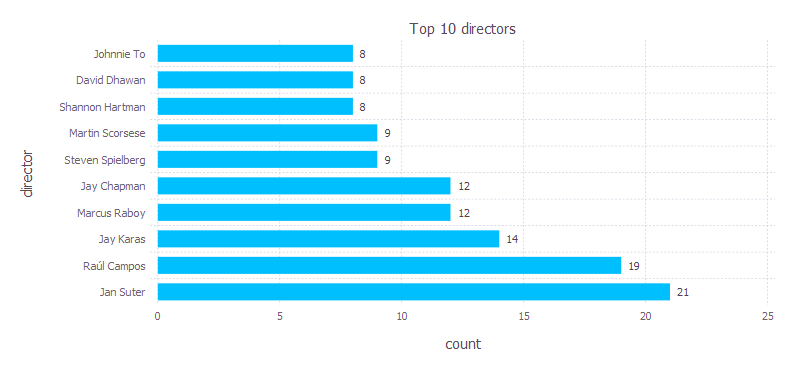 Top 10 directors
director
Johnnie To 8
David Dhawan 8
Shannon Hartman 8
Martin Scorsese 9
Steven Spielberg 9
Jay Chapman 12
Marcus Raboy 12
Jay Karas 14
Raúl Campos 19
Jan Suter 21
0 5 10 15 20 25
count